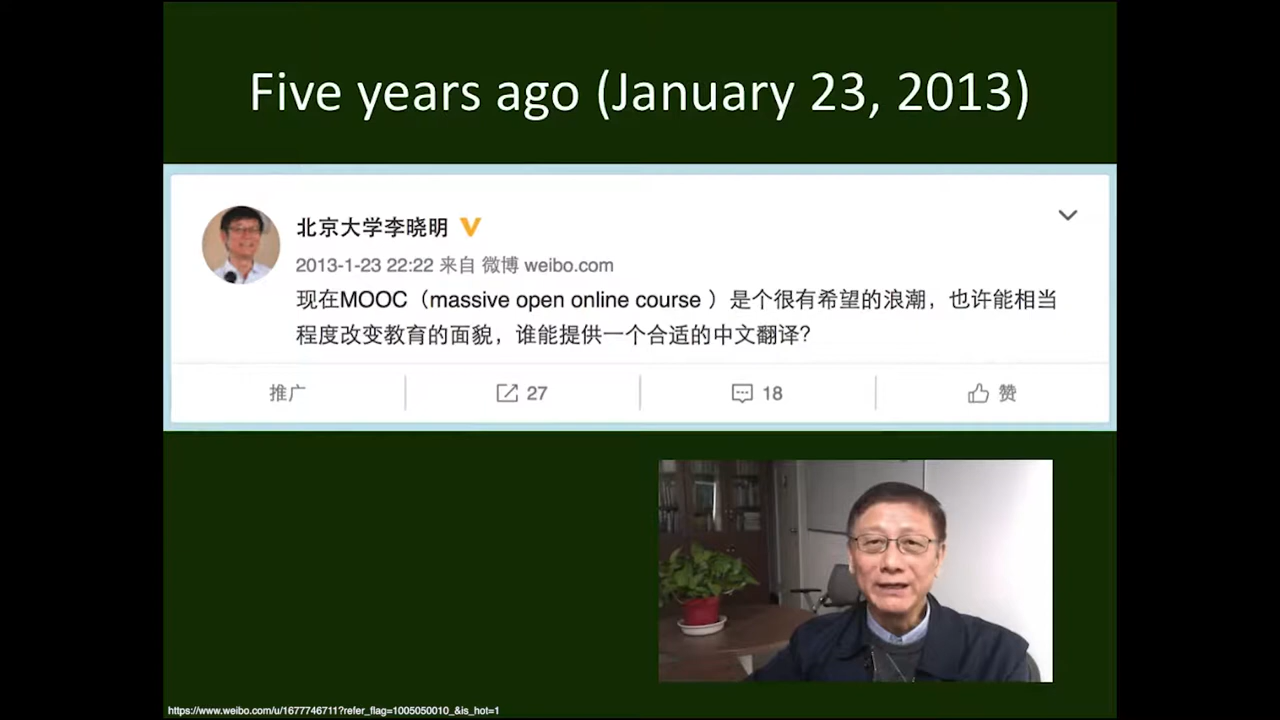 Five years ago (January 23, 2013)
北京大学李晓明
2013-1-23 22:22 来自 微博 weibo.com
现在MOOC（massive open online course ）是个很有希望的浪潮，也许能相当
程度改变教育的面貌，谁能提供一个合适的中文翻译?
推广 27 18 赞
https://www.weibo.com/u/1677746711?refer_flag=1005050010_&is_hot=1